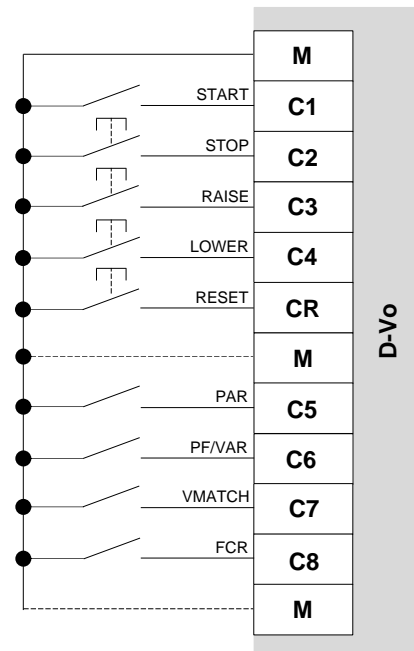 M
START C1
STOP C2
RAISE C3
LOWER C4
RESET CR
M
PAR C5
PF/VAR C6
VMATCH C7
FCR C8
M
D-Vo